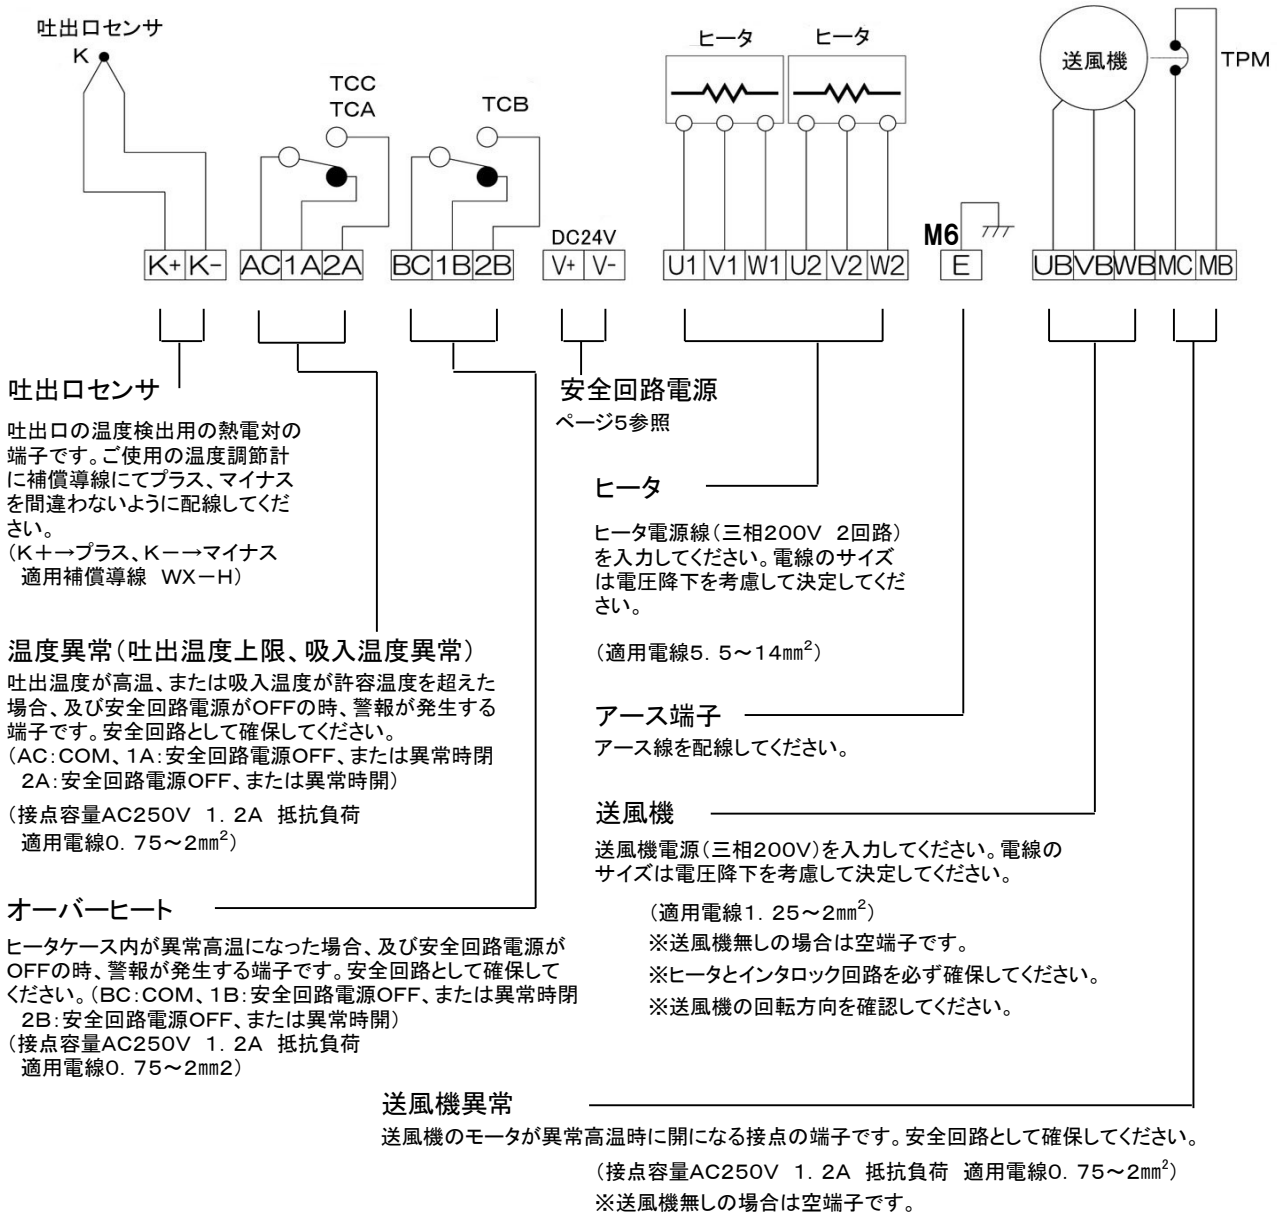 吐出口センサ
K
TCC
TCA
TCB
ヒータ
ヒータ
送風機
TPM
DC24V
M6
K+ K- AC 1A 2A BC 1B 2B V+ V- U1 V1 W1 U2 V2 W2 E UB VB WB MC MB
吐出口センサ
吐出口の温度検出用の熱電対の
端子です。ご使用の温度調節計
に補償導線にてプラス、マイナス
を間違わないように配線してくだ
さい。
(K+→プラス、K-→マイナス
適用補償導線 WX-H)
温度異常(吐出温度上限、吸入温度異常)
吐出温度が高温、または吸入温度が許容温度を超えた
場合、及び安全回路電源がOFFの時、警報が発生する
端子です。安全回路として確保してください。
(AC:COM、1A:安全回路電源OFF、または異常時閉
2A:安全回路電源OFF、または異常時開)
(接点容量AC250V 1.2A 抵抗負荷
適用電線0.75~2㎜²)
オーバーヒート
ヒータケース内が異常高温になった場合、及び安全回路電源が
OFFの時、警報が発生する端子です。安全回路として確保して
ください。(BC:COM、1B:安全回路電源OFF、または異常時閉
2B:安全回路電源OFF、または異常時開)
(接点容量AC250V 1.2A 抵抗負荷
適用電線0.75~2mm2)
安全回路電源
ページ5参照
ヒータ
ヒータ電源線(三相200V 2回路)
を入力してください。電線のサイズ
は電圧降下を考慮して決定してくだ
さい。
(適用電線5.5~14㎜²)
アース端子
アース線を配線してください。
送風機
送風機電源(三相200V)を入力してください。電線の
サイズは電圧降下を考慮して決定してください。
(適用電線1.25~2㎜²)
※送風機無しの場合は空端子です。
※ヒータとインタロック回路を必ず確保してください。
※送風機の回転方向を確認してください。
送風機異常
送風機のモータが異常高温時に開になる接点の端子です。安全回路として確保してください。
(接点容量AC250V 1.2A 抵抗負荷 適用電線0.75~2㎜²)
※送風機無しの場合は空端子です。